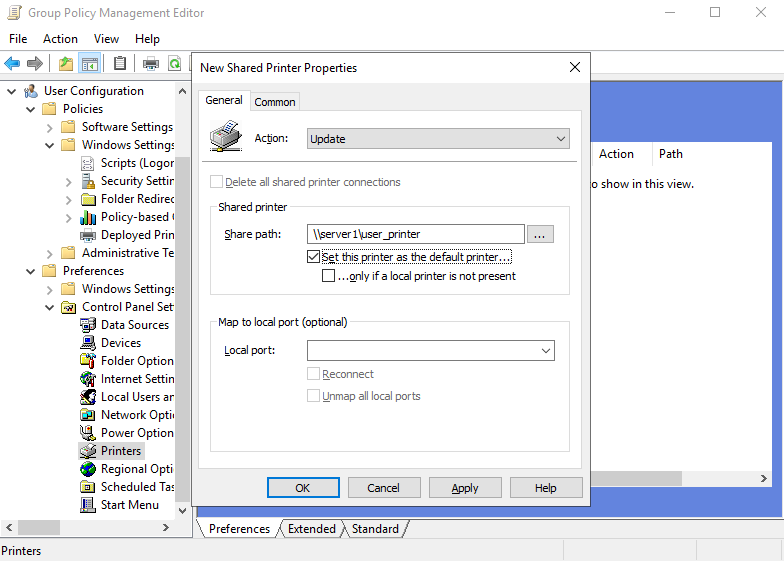 Group Policy Management Editor
File Action View Help
User Configuration
Policies
Software Settings
Windows Settings
Scripts (Logor
Security Settir
Folder Redirec
Policy-based
Deployed Prin
Administrative Te
Preferences
Windows Settings
Control Panel Set
Data Sources
Devices
Folder Option
Internet Settin
Local Users an
Network Optic
Power Option
Printers
Regional Opti
Scheduled Tas
Start Menu
New Shared Printer Properties
General Common
Action: Update
Delete all shared printer connections
Shared printer
Share path: \\server1\user_printer ...
Set this printer as the default printer...
...only if a local printer is not present
Map to local port (optional)
Local port:
Reconnect
Unmap all local ports
OK Cancel Apply Help
Action Path
o show in this view.
Preferences Extended Standard
Printers